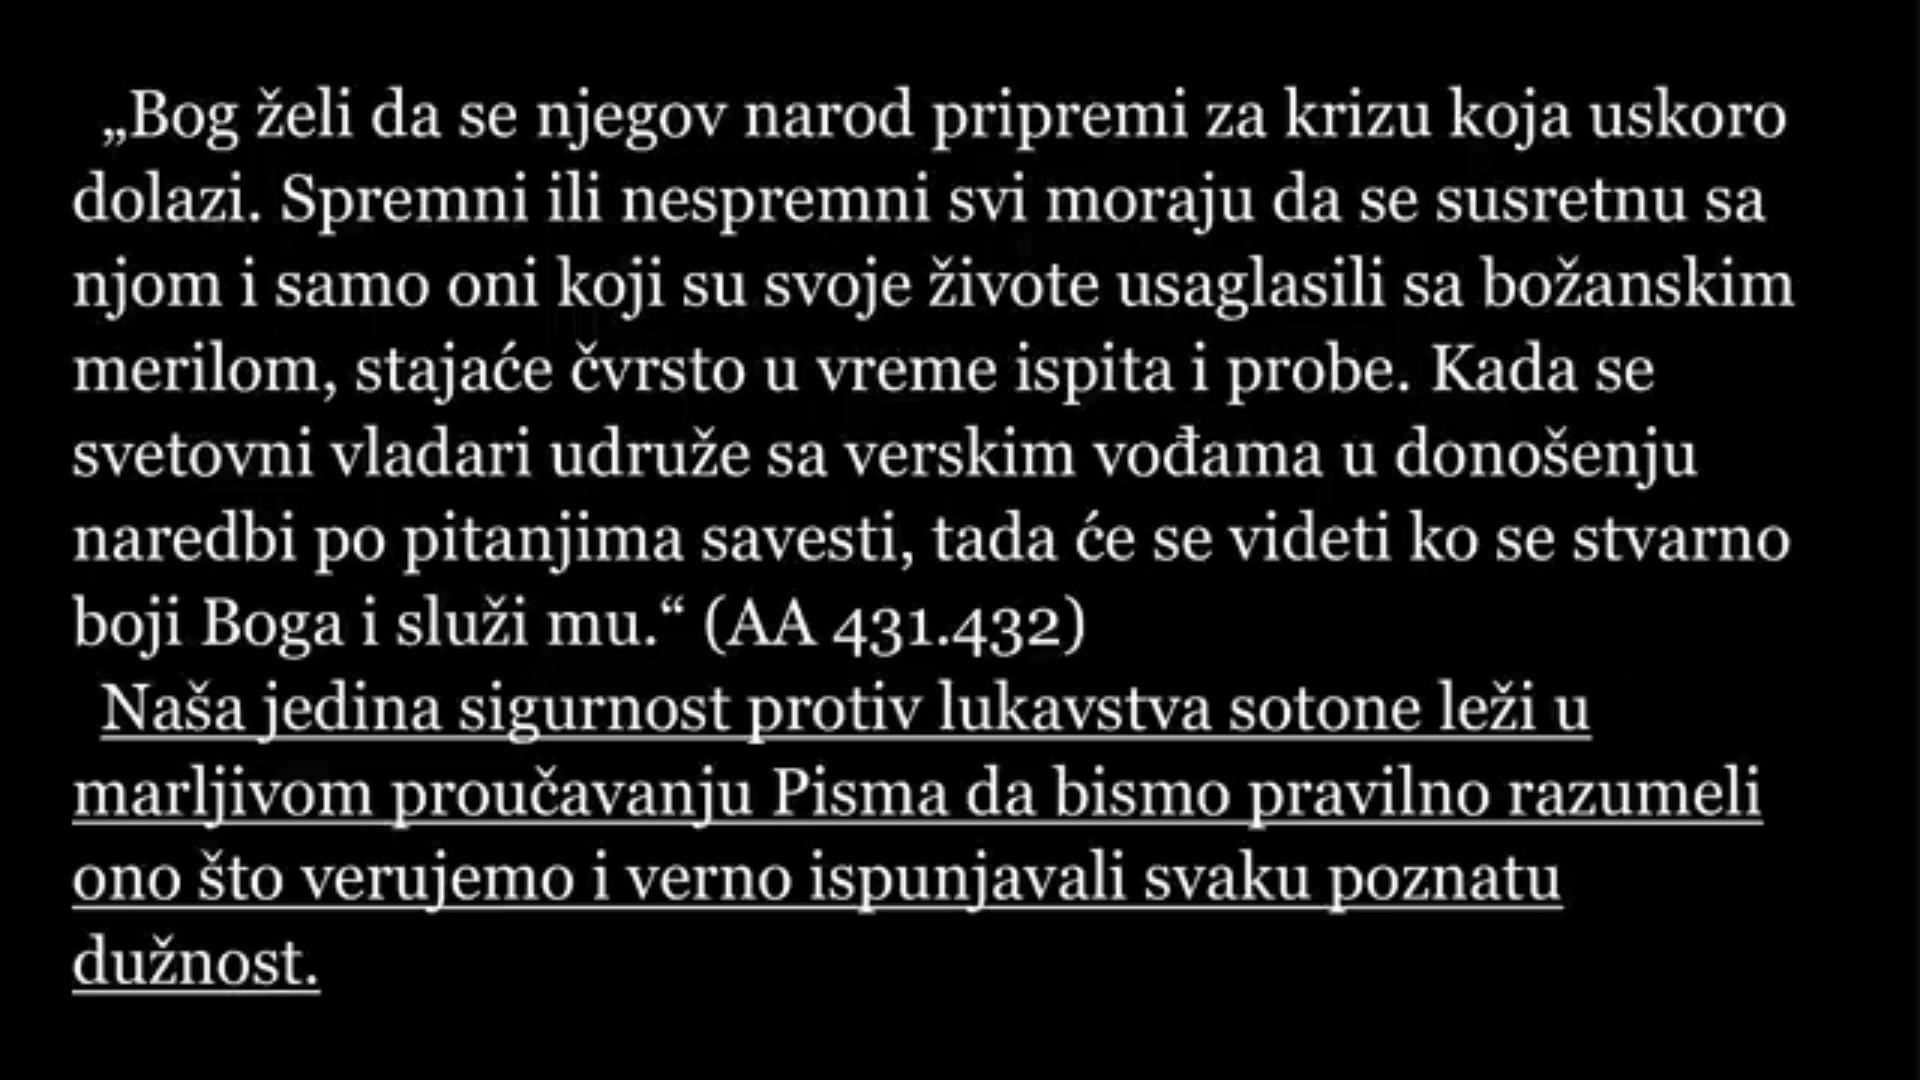 „Bog želi da se njegov narod pripremi za krizu koja uskoro
dolazi. Spremni ili nespremni svi moraju da se susretnu sa
njom i samo oni koji su svoje živote usaglasili sa božanskim
merilom, stajaće čvrsto u vreme ispita i probe. Kada se
svetovni vladari udruže sa verskim vođama u donošenju
naredbi po pitanjima savesti, tada će se videti ko se stvarno
boji Boga i služi mu.“ (AA 431.432)
Naša jedina sigurnost protiv lukavstva sotone leži u
marljivom proučavanju Pisma da bismo pravilno razumeli
ono što verujemo i verno ispunjavali svaku poznatu
dužnost.